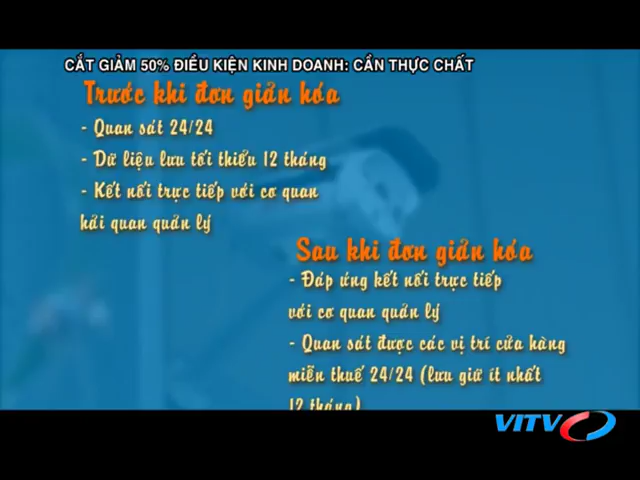 CẮT GIẢM 50% ĐIỀU KIỆN KINH DOANH: CẦN THỰC CHẤT
Trước khi đơn giản hóa
- Quan sát 24/24
- Dữ liệu lưu tối thiểu 12 tháng
- Kết nối trực tiếp với cơ quan
hải quan quản lý
Sau khi đơn giản hóa
- Đáp ứng kết nối trực tiếp
với cơ quan quản lý
- Quan sát được các vị trí cửa hàng
miễn thuế 24/24 (lưu giữ ít nhất
12 tháng)
VITV